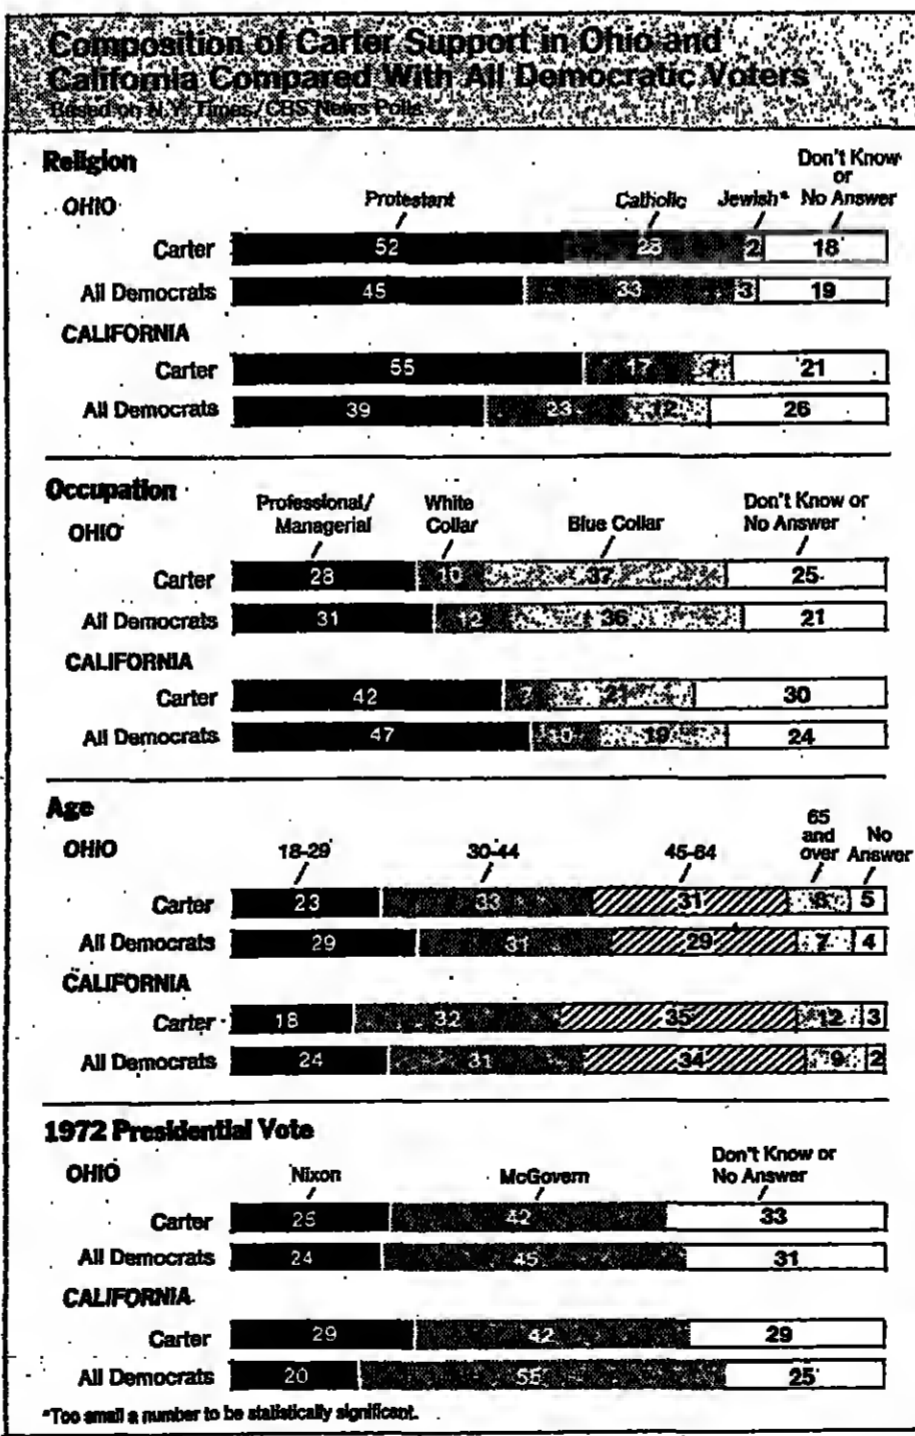 Composition of Carter Support in Ohio and
California Compared With All Democratic Voters
Based on N.Y. Times/CBS News Polls
Religion
Don't Know
or
OHIO Protestant Catholic Jewish* No Answer
Carter 52 28 2 18
All Democrats 45 33 3 19
CALIFORNIA
Carter 55 17 7 21
All Democrats 39 23 12 26
Occupation
Professional/ White Don't Know or
OHIO Managerial Collar Blue Collar No Answer
Carter 28 10 37 25
All Democrats 31 12 36 21
CALIFORNIA
Carter 42 7 21 30
All Democrats 47 10 19 24
Age
65
and No
OHIO 18-29 30-44 45-64 over Answer
Carter 23 33 31 8 5
All Democrats 29 31 29 7 4
CALIFORNIA
Carter 18 32 35 12 3
All Democrats 24 31 34 9 2
1972 Presidential Vote
Don't Know or
OHIO Nixon McGovern No Answer
Carter 25 42 33
All Democrats 24 45 31
CALIFORNIA
Carter 29 42 29
All Democrats 20 55 25
*Too small a number to be statistically significant.